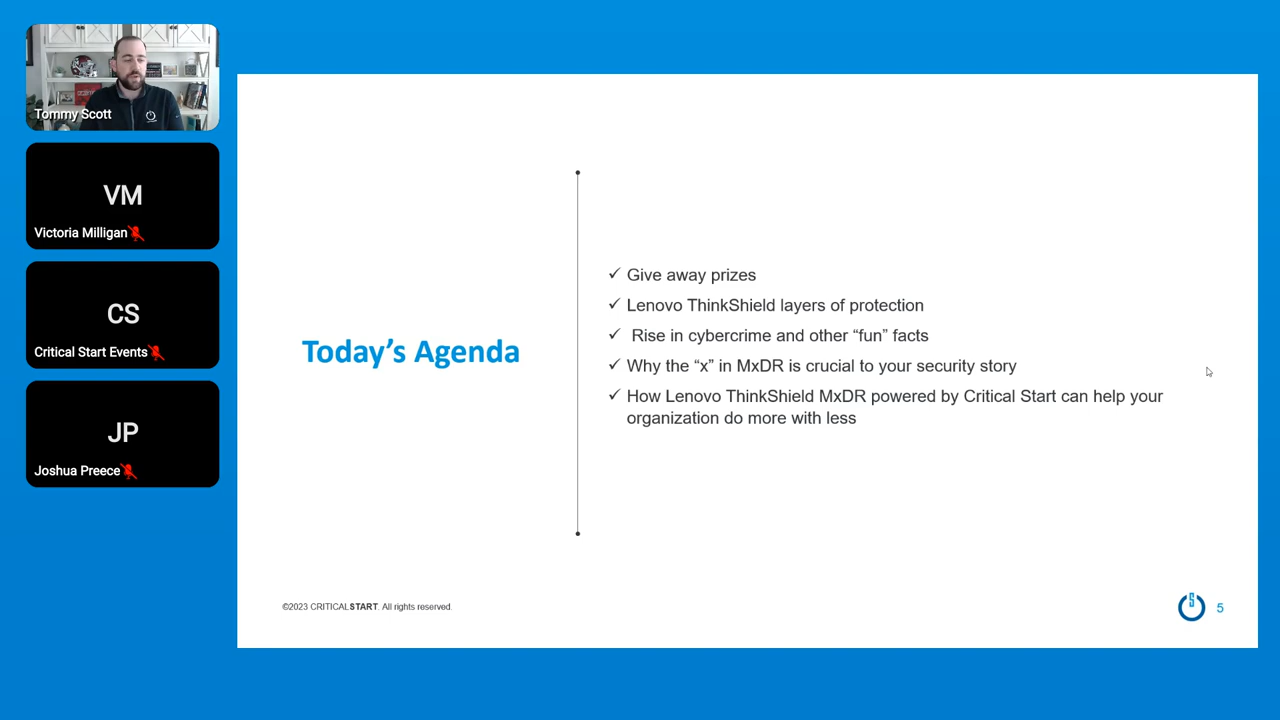 Tommy Scott
VM
Victoria Milligan
CS
Critical Start Events
JP
Joshua Preece
Today's Agenda
✓ Give away prizes
✓ Lenovo ThinkShield layers of protection
✓ Rise in cybercrime and other “fun” facts
✓ Why the “x” in MxDR is crucial to your security story
✓ How Lenovo ThinkShield MxDR powered by Critical Start can help your
organization do more with less
©2023 CRITICALSTART. All rights reserved.
5